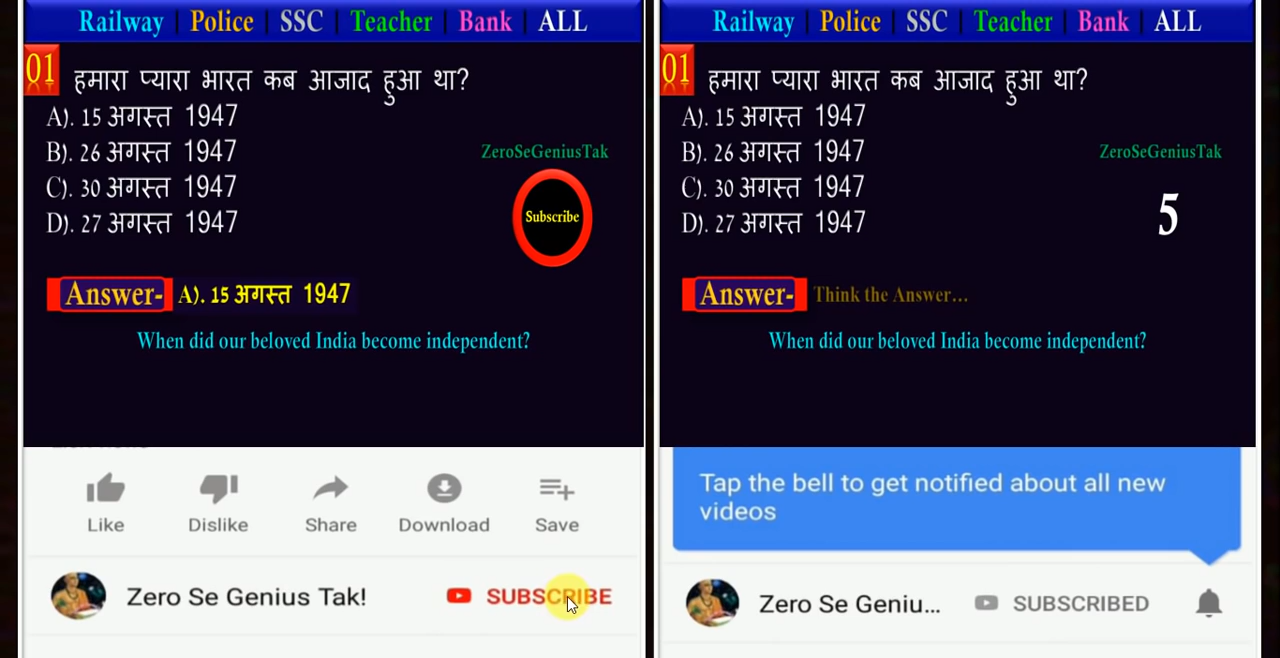 Railway | Police | SSC | Teacher | Bank | ALL
01 हमारा प्यारा भारत कब आजाद हुआ था?
A). 15 अगस्त 1947
B). 26 अगस्त 1947
ZeroSeGeniusTak
C). 30 अगस्त 1947
Subscribe
D). 27 अगस्त 1947
Answer- A). 15 अगस्त 1947
When did our beloved India become independent?
Like Dislike Share Download Save
Zero Se Genius Tak! SUBSCRIBE
Railway | Police | SSC | Teacher | Bank | ALL
01 हमारा प्यारा भारत कब आजाद हुआ था?
A). 15 अगस्त 1947
B). 26 अगस्त 1947
ZeroSeGeniusTak
C). 30 अगस्त 1947
5
D). 27 अगस्त 1947
Answer- Think the Answer...
When did our beloved India become independent?
Tap the bell to get notified about all new
videos
Zero Se Geniu... SUBSCRIBED